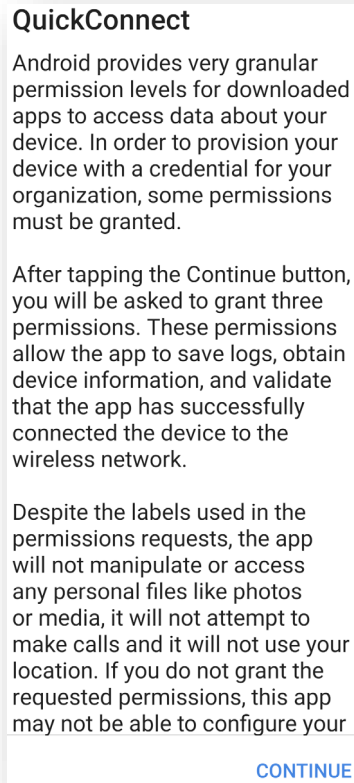 QuickConnect
Android provides very granular
permission levels for downloaded
apps to access data about your
device. In order to provision your
device with a credential for your
organization, some permissions
must be granted.
After tapping the Continue button,
you will be asked to grant three
permissions. These permissions
allow the app to save logs, obtain
device information, and validate
that the app has successfully
connected the device to the
wireless network.
Despite the labels used in the
permissions requests, the app
will not manipulate or access
any personal files like photos
or media, it will not attempt to
make calls and it will not use your
location. If you do not grant the
requested permissions, this app
may not be able to configure your
CONTINUE